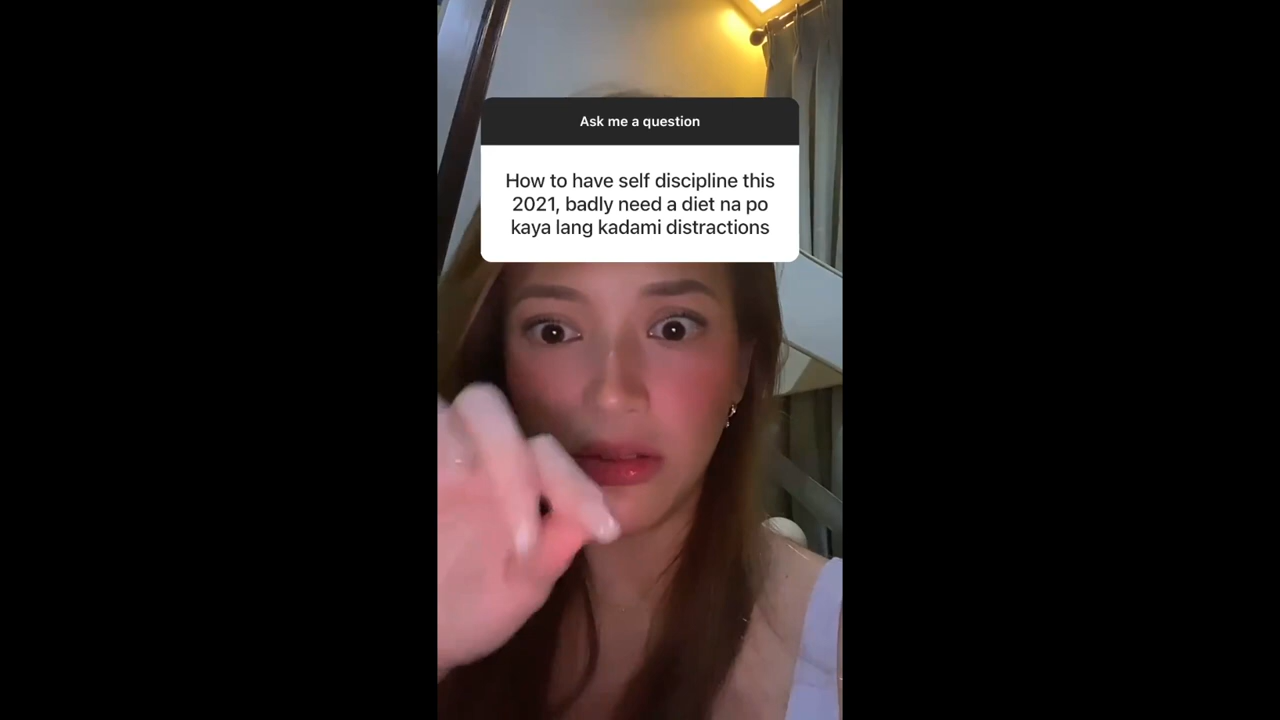 Ask me a question
How to have self discipline this
2021, badly need a diet na po
kaya lang kadami distractions